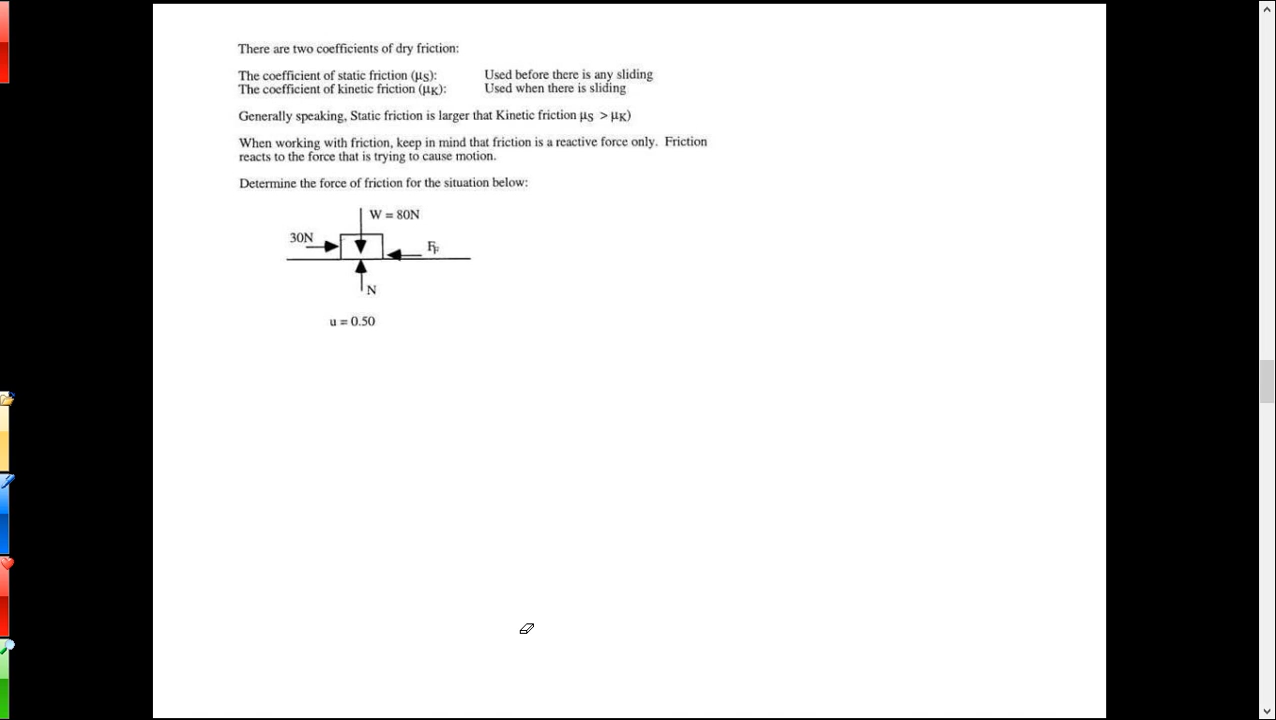 There are two coefficients of dry friction:
The coefficient of static friction (μS): Used before there is any sliding
The coefficient of kinetic friction (μK): Used when there is sliding
Generally speaking, Static friction is larger that Kinetic friction μS > μK)
When working with friction, keep in mind that friction is a reactive force only. Friction
reacts to the force that is trying to cause motion.
Determine the force of friction for the situation below:
W = 80N
30N
FF
N
u = 0.50